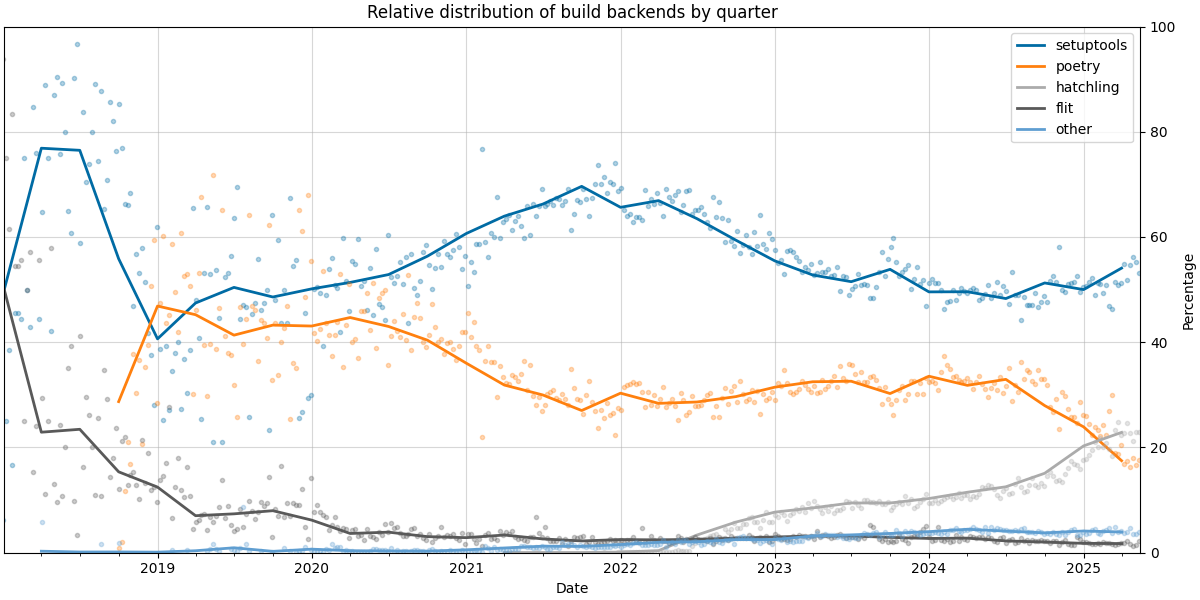 Relative distribution of build backends by quarter
setuptools
poetry
hatchling
flit
other
100
80
60
40
20
0
Percentage
2019
2020
2021
2022
2023
2024
2025
Date